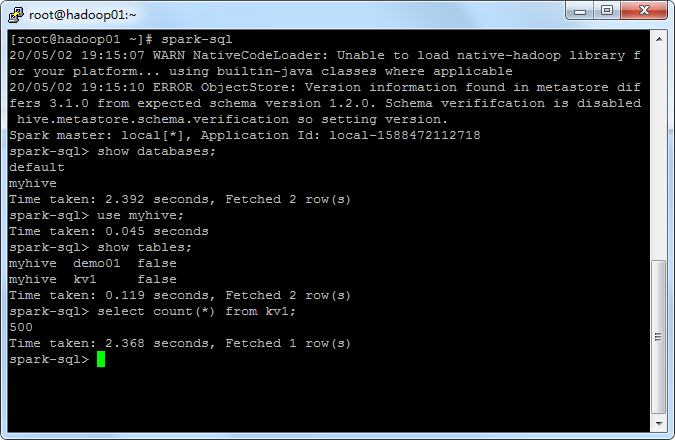 root@hadoop01:~
[root@hadoop01 ~]# spark-sql
20/05/02 19:15:07 WARN NativeCodeLoader: Unable to load native-hadoop library f
or your platform... using builtin-java classes where applicable
20/05/02 19:15:10 ERROR ObjectStore: Version information found in metastore dif
fers 3.1.0 from expected schema version 1.2.0. Schema verififcation is disabled
 hive.metastore.schema.verification so setting version.
Spark master: local[*], Application Id: local-1588472112718
spark-sql> show databases;
default
myhive
Time taken: 2.392 seconds, Fetched 2 row(s)
spark-sql> use myhive;
Time taken: 0.045 seconds
spark-sql> show tables;
myhive  demo01  false
myhive  kv1     false
Time taken: 0.119 seconds, Fetched 2 row(s)
spark-sql> select count(*) from kv1;
500
Time taken: 2.368 seconds, Fetched 1 row(s)
spark-sql>